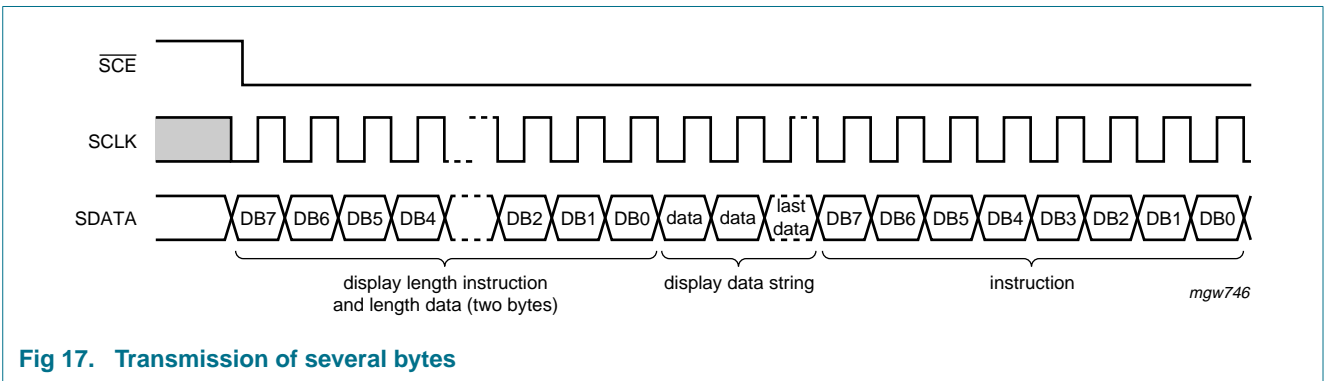 SCE
SCLK
SDATA
DB7 DB6 DB5 DB4 DB2 DB1 DB0 data data last data DB7 DB6 DB5 DB4 DB3 DB2 DB1 DB0
display length instruction
and length data (two bytes)
display data string
instruction
mgw746
Fig 17. Transmission of several bytes